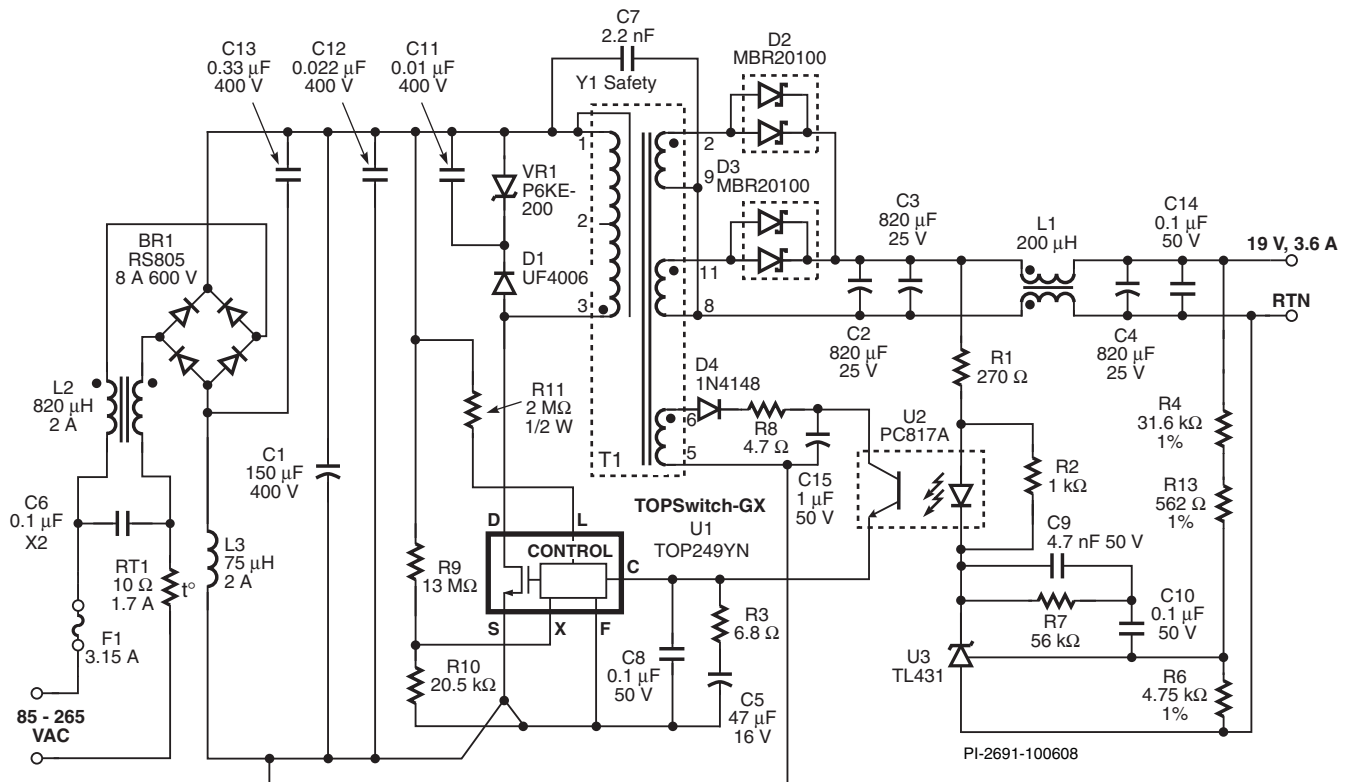 C7
2.2 nF
Y1 Safety
C13
0.33 µF
400 V
C12
0.022 µF
400 V
C11
0.01 µF
400 V
D2
MBR20100
1
2
3
2
9
D3
MBR20100
11
8
VR1
P6KE-
200
D1
UF4006
BR1
RS805
8 A 600 V
C3
820 µF
25 V
L1
200 µH
C14
0.1 µF
50 V
19 V, 3.6 A
RTN
C2
820 µF
25 V
C4
820 µF
25 V
R1
270 Ω
L2
820 µH
2 A
R11
2 MΩ
1/2 W
D4
1N4148
6
5
R8
4.7 Ω
T1
C15
1 µF
50 V
U2
PC817A
R2
1 kΩ
R4
31.6 kΩ
1%
R13
562 Ω
1%
C1
150 µF
400 V
C6
0.1 µF
X2
RT1
10 Ω
1.7 A
t°
L3
75 µH
2 A
F1
3.15 A
85 - 265
VAC
TOPSwitch-GX
U1
TOP249YN
D
L
CONTROL
C
S
X
F
R9
13 MΩ
R10
20.5 kΩ
C8
0.1 µF
50 V
R3
6.8 Ω
C5
47 µF
16 V
C9
4.7 nF 50 V
R7
56 kΩ
C10
0.1 µF
50 V
U3
TL431
R6
4.75 kΩ
1%
PI-2691-100608